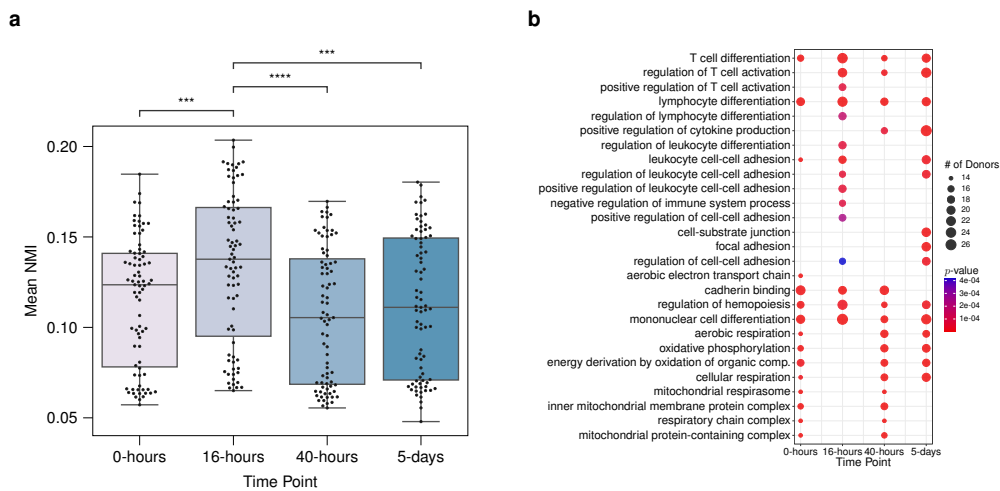 a
***
****
***
Mean NMI
0.20
0.15
0.10
0.05
0-hours
16-hours
40-hours
5-days
Time Point
b
T cell differentiation
regulation of T cell activation
positive regulation of T cell activation
lymphocyte differentiation
regulation of lymphocyte differentiation
positive regulation of cytokine production
regulation of leukocyte differentiation
leukocyte cell-cell adhesion
regulation of leukocyte cell-cell adhesion
positive regulation of leukocyte cell-cell adhesion
negative regulation of immune system process
positive regulation of cell-cell adhesion
cell-substrate junction
focal adhesion
regulation of cell-cell adhesion
aerobic electron transport chain
cadherin binding
regulation of hemopoiesis
mononuclear cell differentiation
aerobic respiration
oxidative phosphorylation
energy derivation by oxidation of organic comp.
cellular respiration
mitochondrial respirasome
inner mitochondrial membrane protein complex
respiratory chain complex
mitochondrial protein-containing complex
0-hours
16-hours
40-hours
5-days
Time Point
# of Donors
14
16
18
20
22
24
26
p-value
4e-04
3e-04
2e-04
1e-04